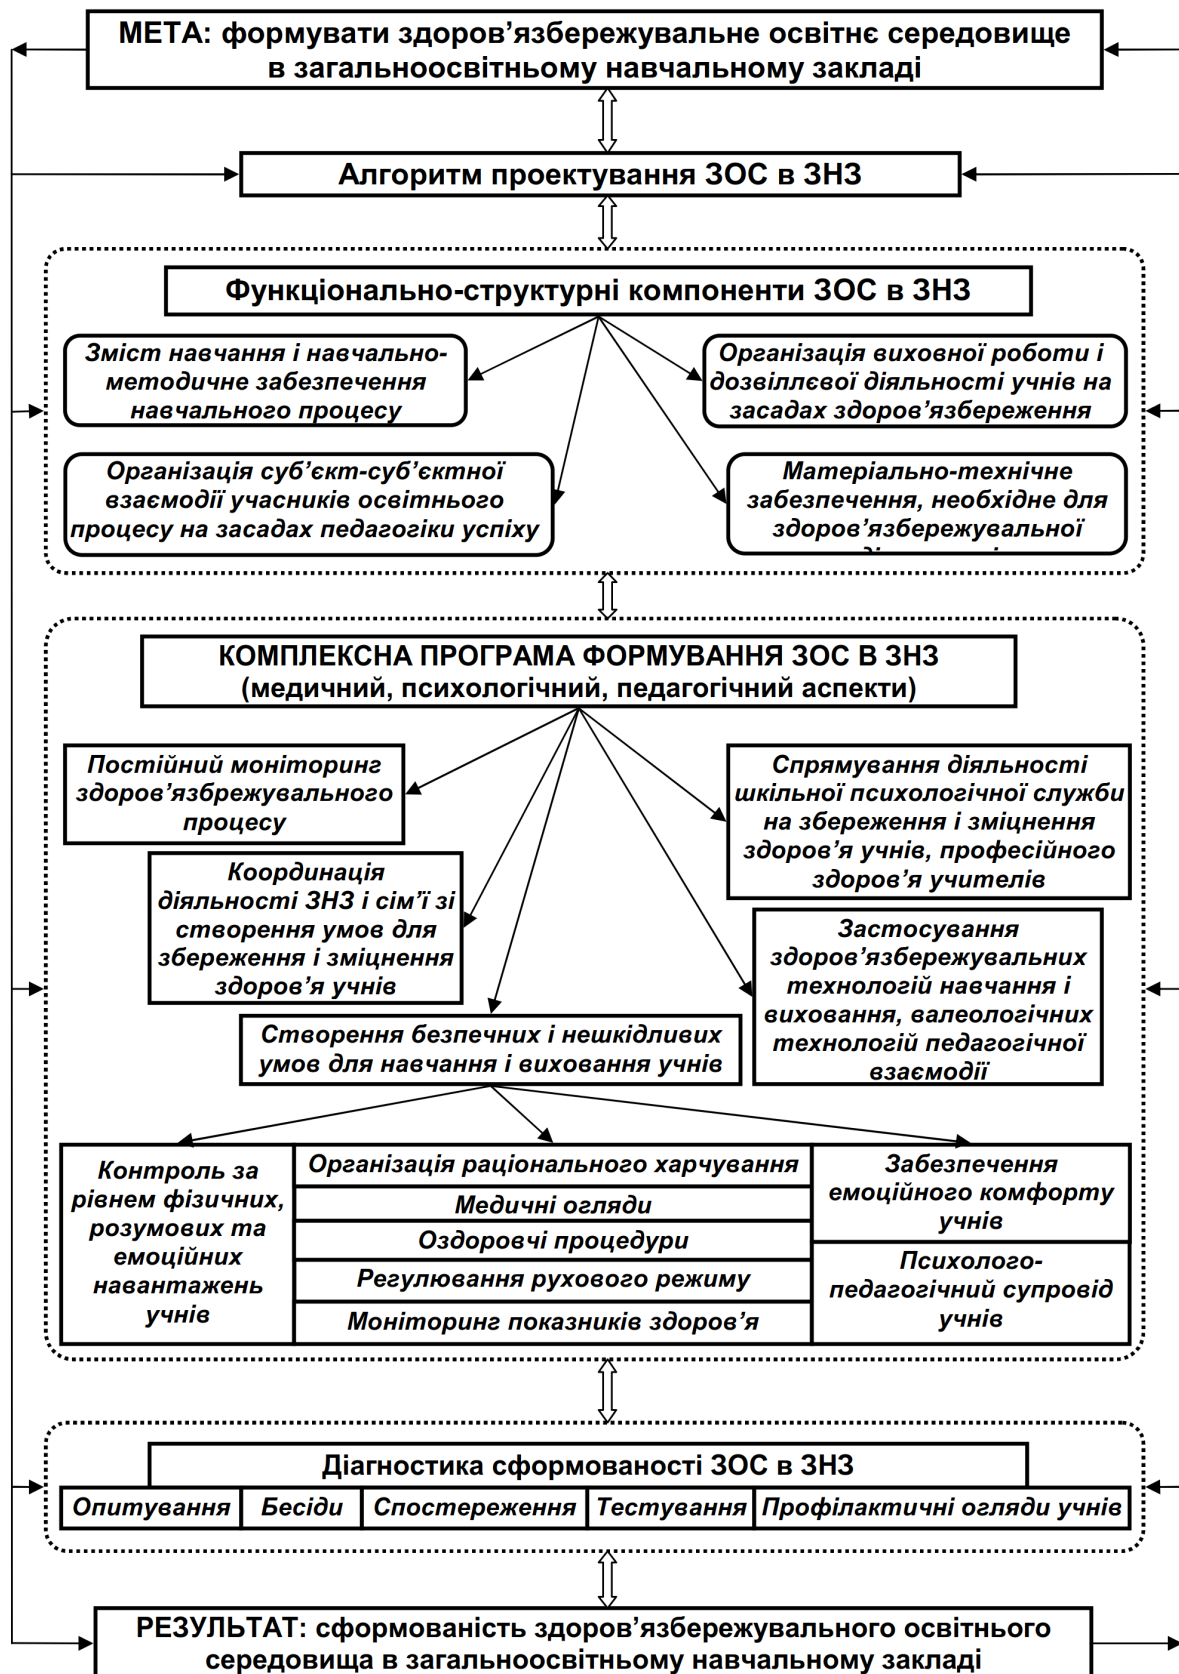 МЕТА: формувати здоров’язбережувальне освітнє середовище
в загальноосвітньому навчальному закладі
Алгоритм проектування ЗОС в ЗНЗ
Функціонально-структурні компоненти ЗОС в ЗНЗ
Зміст навчання і навчально-
методичне забезпечення
навчального процесу
Організація виховної роботи і
дозвіллєвої діяльності учнів на
засадах здоров’язбереження
Організація суб’єкт-суб’єктної
взаємодії учасників освітнього
процесу на засадах педагогіки успіху
Матеріально-технічне
забезпечення, необхідне для
здоров’язбережувальної
КОМПЛЕКСНА ПРОГРАМА ФОРМУВАННЯ ЗОС В ЗНЗ
(медичний, психологічний, педагогічний аспекти)
Постійний моніторинг
здоров’язбрежувального
процесу
Спрямування діяльності
шкільної психологічної служби
на збереження і зміцнення
здоров’я учнів, професійного
здоров’я учителів
Координація
діяльності ЗНЗ і сім’ї зі
створення умов для
збереження і зміцнення
здоров’я учнів
Застосування
здоров’язбережувальних
технологій навчання і
виховання, валеологічних
технологій педагогічної
взаємодії
Створення безпечних і нешкідливих
умов для навчання і виховання учнів
Контроль за
рівнем фізичних,
розумових та
емоційних
навантажень
учнів
Організація раціонального харчування
Медичні огляди
Оздоровчі процедури
Регулювання рухового режиму
Моніторинг показників здоров’я
Забезпечення
емоційного комфорту
учнів
Психолого-
педагогічний супровід
учнів
Діагностика сформованості ЗОС в ЗНЗ
Опитування
Бесіди
Спостереження
Тестування
Профілактичні огляди учнів
РЕЗУЛЬТАТ: сформованість здоров’язбережувального освітнього
середовища в загальноосвітньому навчальному закладі